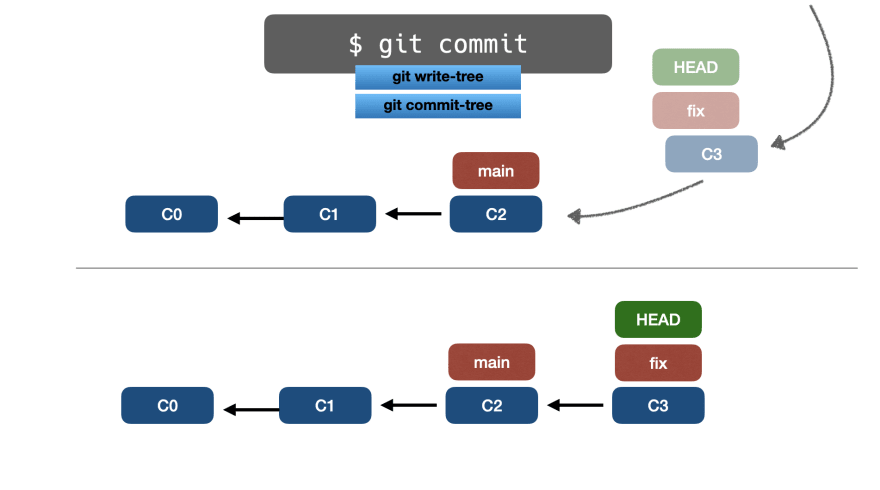 $ git commit
git write-tree
git commit-tree
HEAD
fix
C3
main
C0
C1
C2
HEAD
main
fix
C0
C1
C2
C3